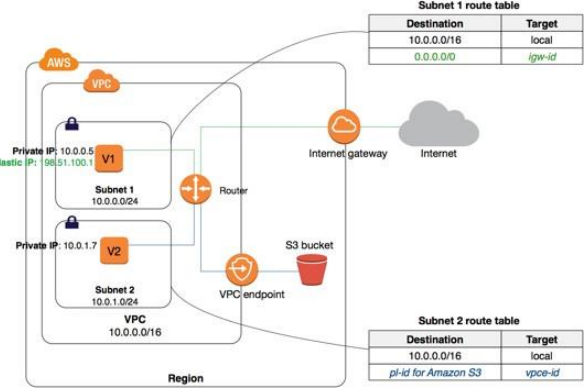 Subnet 1 route table
Destination Target
10.0.0.0/16 local
0.0.0.0/0 igw-id
AWS
VPC
Private IP: 10.0.0.5
lastic IP: 198.51.100.1
V1
Subnet 1
10.0.0.0/24
Router
Internet gateway
Internet
Private IP: 10.0.1.7
V2
Subnet 2
10.0.1.0/24
S3 bucket
VPC endpoint
VPC
10.0.0.0/16
Region
Subnet 2 route table
Destination Target
10.0.0.0/16 local
pl-id for Amazon S3 vpce-id